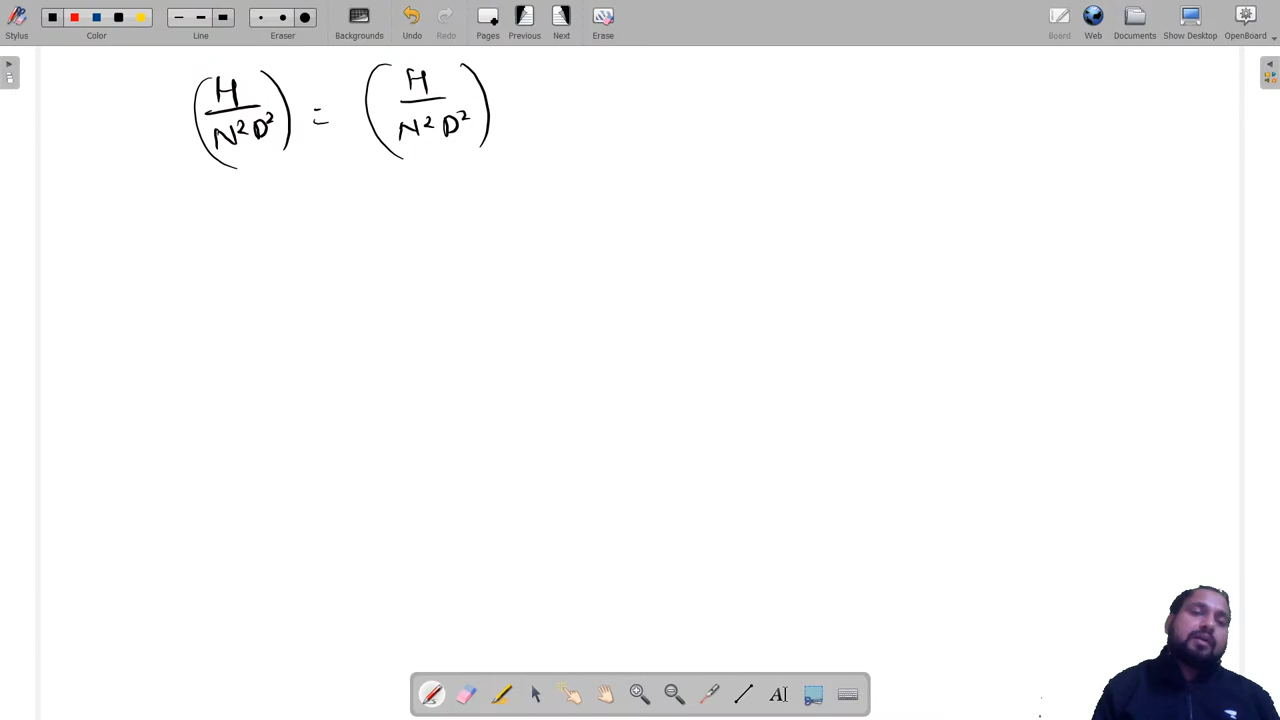 Stylus Color Line Eraser Backgrounds Undo Redo Pages Previous Next Erase Board Web Documents Show Desktop OpenBoard
(H/N²D²) = (H/N²D²)
AI